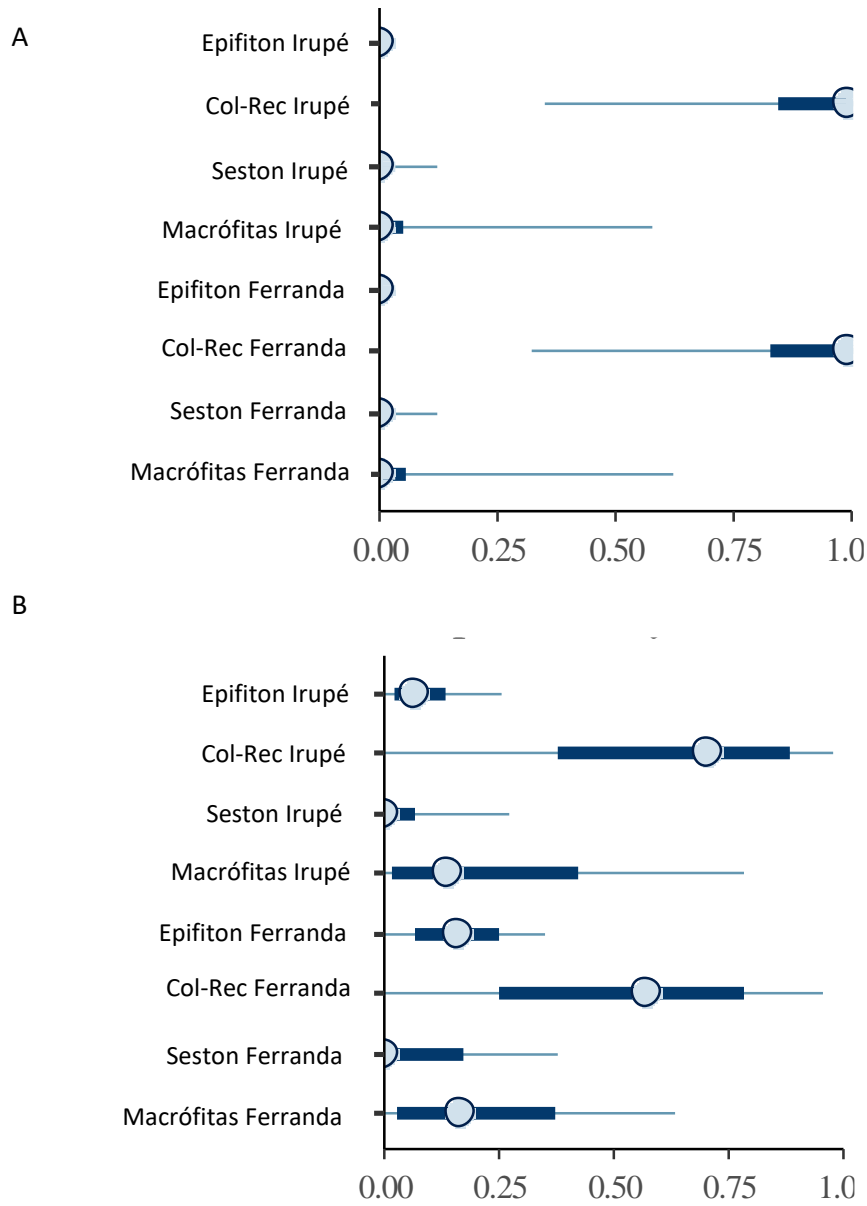 A
Epifiton Irupé
Col-Rec Irupé
Seston Irupé
Macrófitas Irupé
Epifiton Ferranda
Col-Rec Ferranda
Seston Ferranda
Macrófitas Ferranda
0.00 0.25 0.50 0.75 1.0
B
Epifiton Irupé
Col-Rec Irupé
Seston Irupé
Macrófitas Irupé
Epifiton Ferranda
Col-Rec Ferranda
Seston Ferranda
Macrófitas Ferranda
0.00 0.25 0.50 0.75 1.0